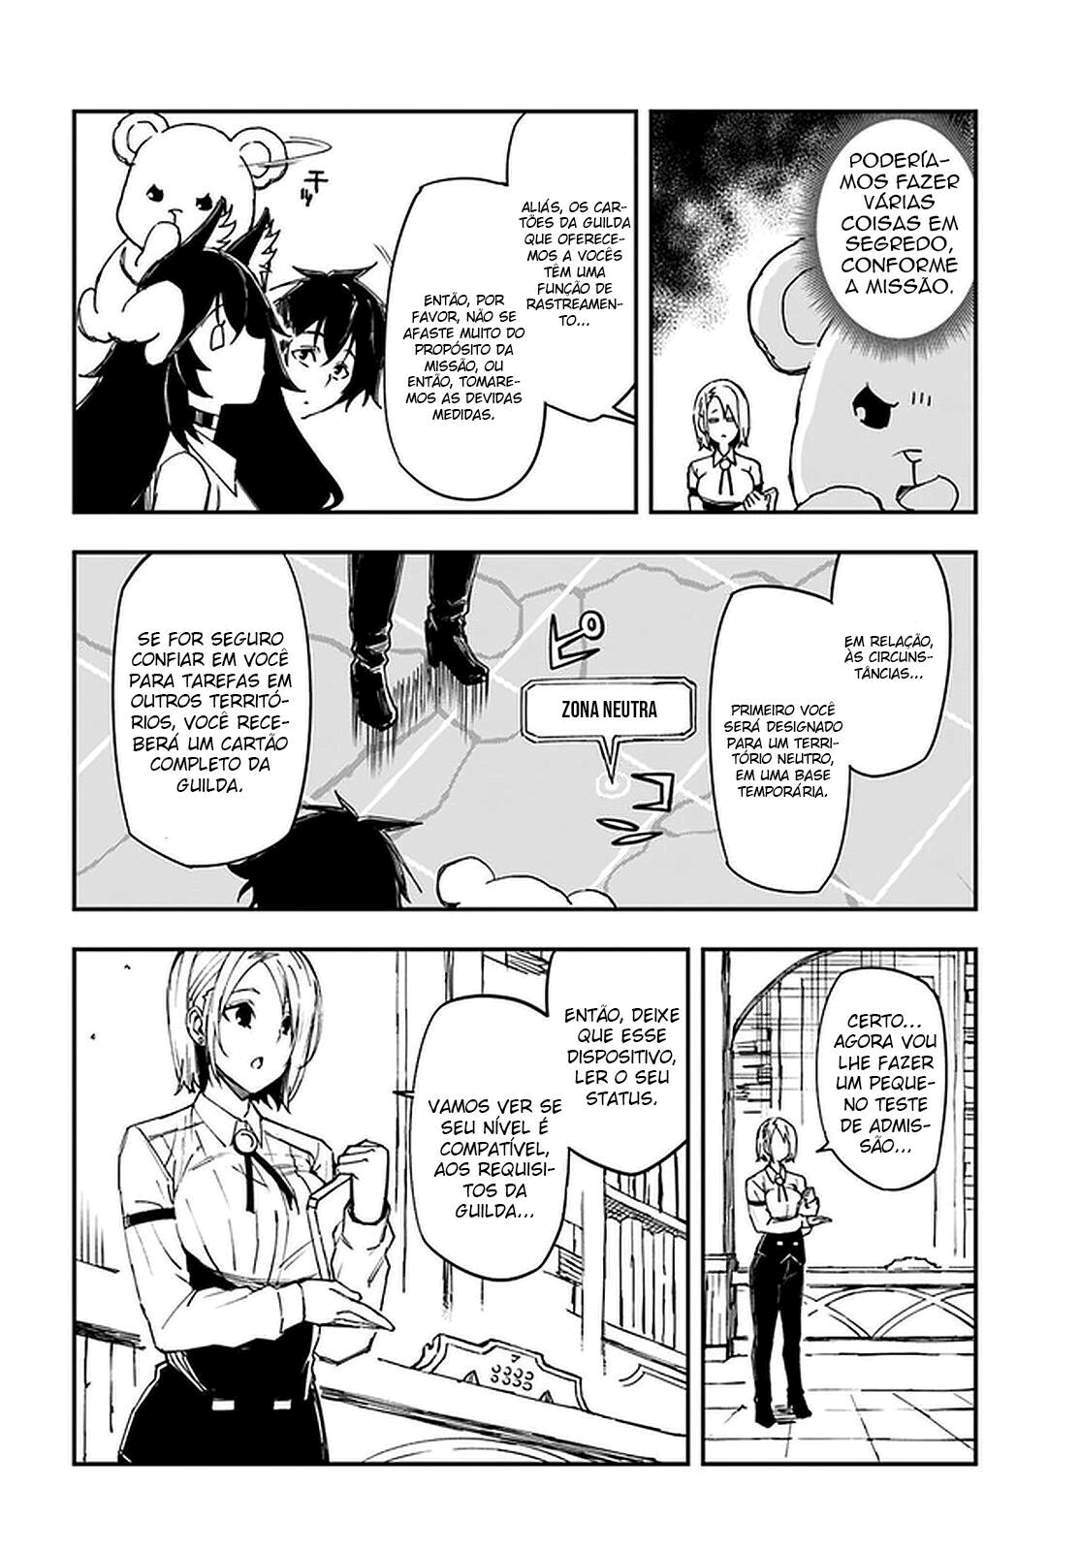 PODERÍA-
MOS FAZER
VÁRIAS
COISAS EM
SEGREDO,
CONFORME
A MISSÃO.
ALIÁS, OS CAR-
TÕES DA GUILDA
QUE OFERECE-
MOS A VOCÊS
TÊM UMA
FUNÇÃO DE
RASTREAMEN-
TO...
ENTÃO, POR
FAVOR, NÃO SE
AFASTE MUITO DO
PROPÓSITO DA
MISSÃO, OU
ENTÃO, TOMARE-
MOS AS DEVIDAS
MEDIDAS.
EM RELAÇÃO,
ÀS CIRCUNS-
TÂNCIAS...
PRIMEIRO VOCÊ
SERÁ DESIGNADO
PARA UM TERRI-
TÓRIO NEUTRO,
EM UMA BASE
TEMPORÁRIA.
ピコン
ZONA NEUTRA
SE FOR SEGURO
CONFIAR EM VOCÊ
PARA TAREFAS EM
OUTROS TERRITÓ-
RIOS, VOCÊ RECE-
BERÁ UM CARTÃO
COMPLETO DA
GUILDA.
CERTO...
AGORA VOU
LHE FAZER
UM PEQUE-
NO TESTE
DE ADMIS-
SÃO...
ENTÃO, DEIXE
QUE ESSE
DISPOSITIVO,
LER O SEU
STATUS.
VAMOS VER SE
SEU NÍVEL É
COMPATÍVEL,
AOS REQUISI-
TOS DA
GUILDA...